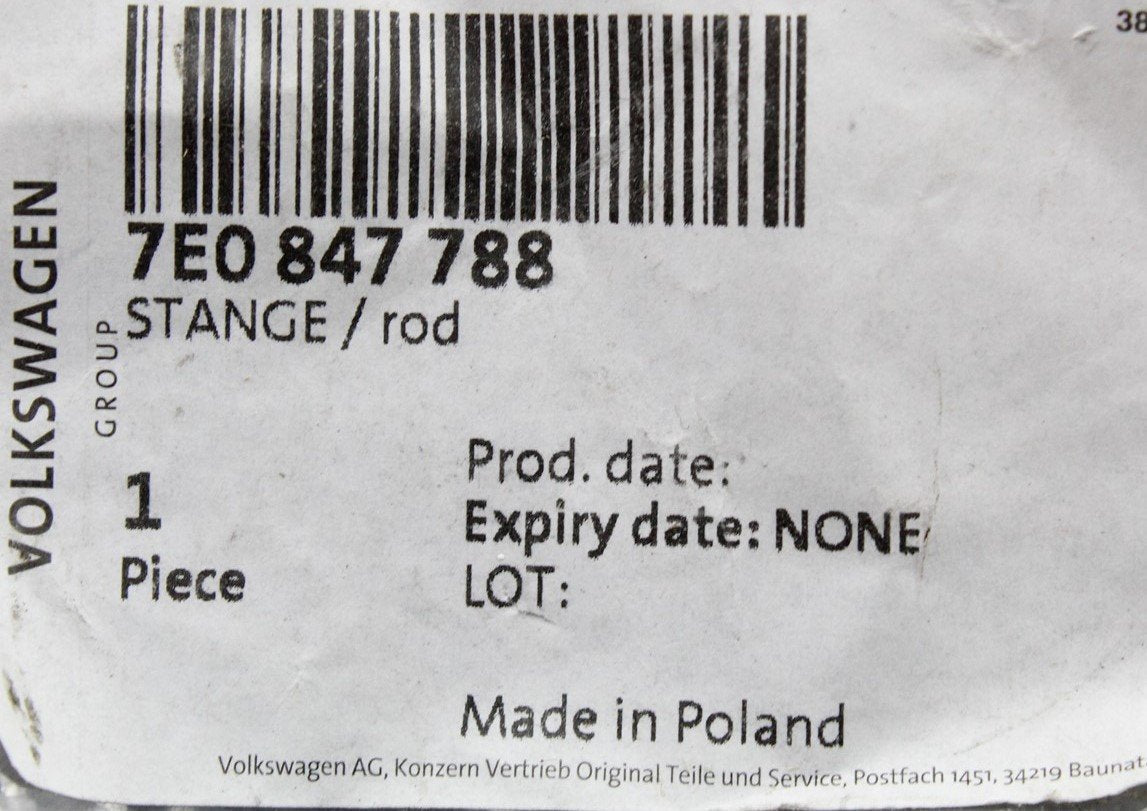 38
7E0 847 788
STANGE / rod
VOLKSWAGEN
GROUP
1
Piece
Prod. date:
Expiry date: NONE
LOT:
Made in Poland
Volkswagen AG, Konzern Vertrieb Original Teile und Service, Postfach 1451, 34219 Baunat